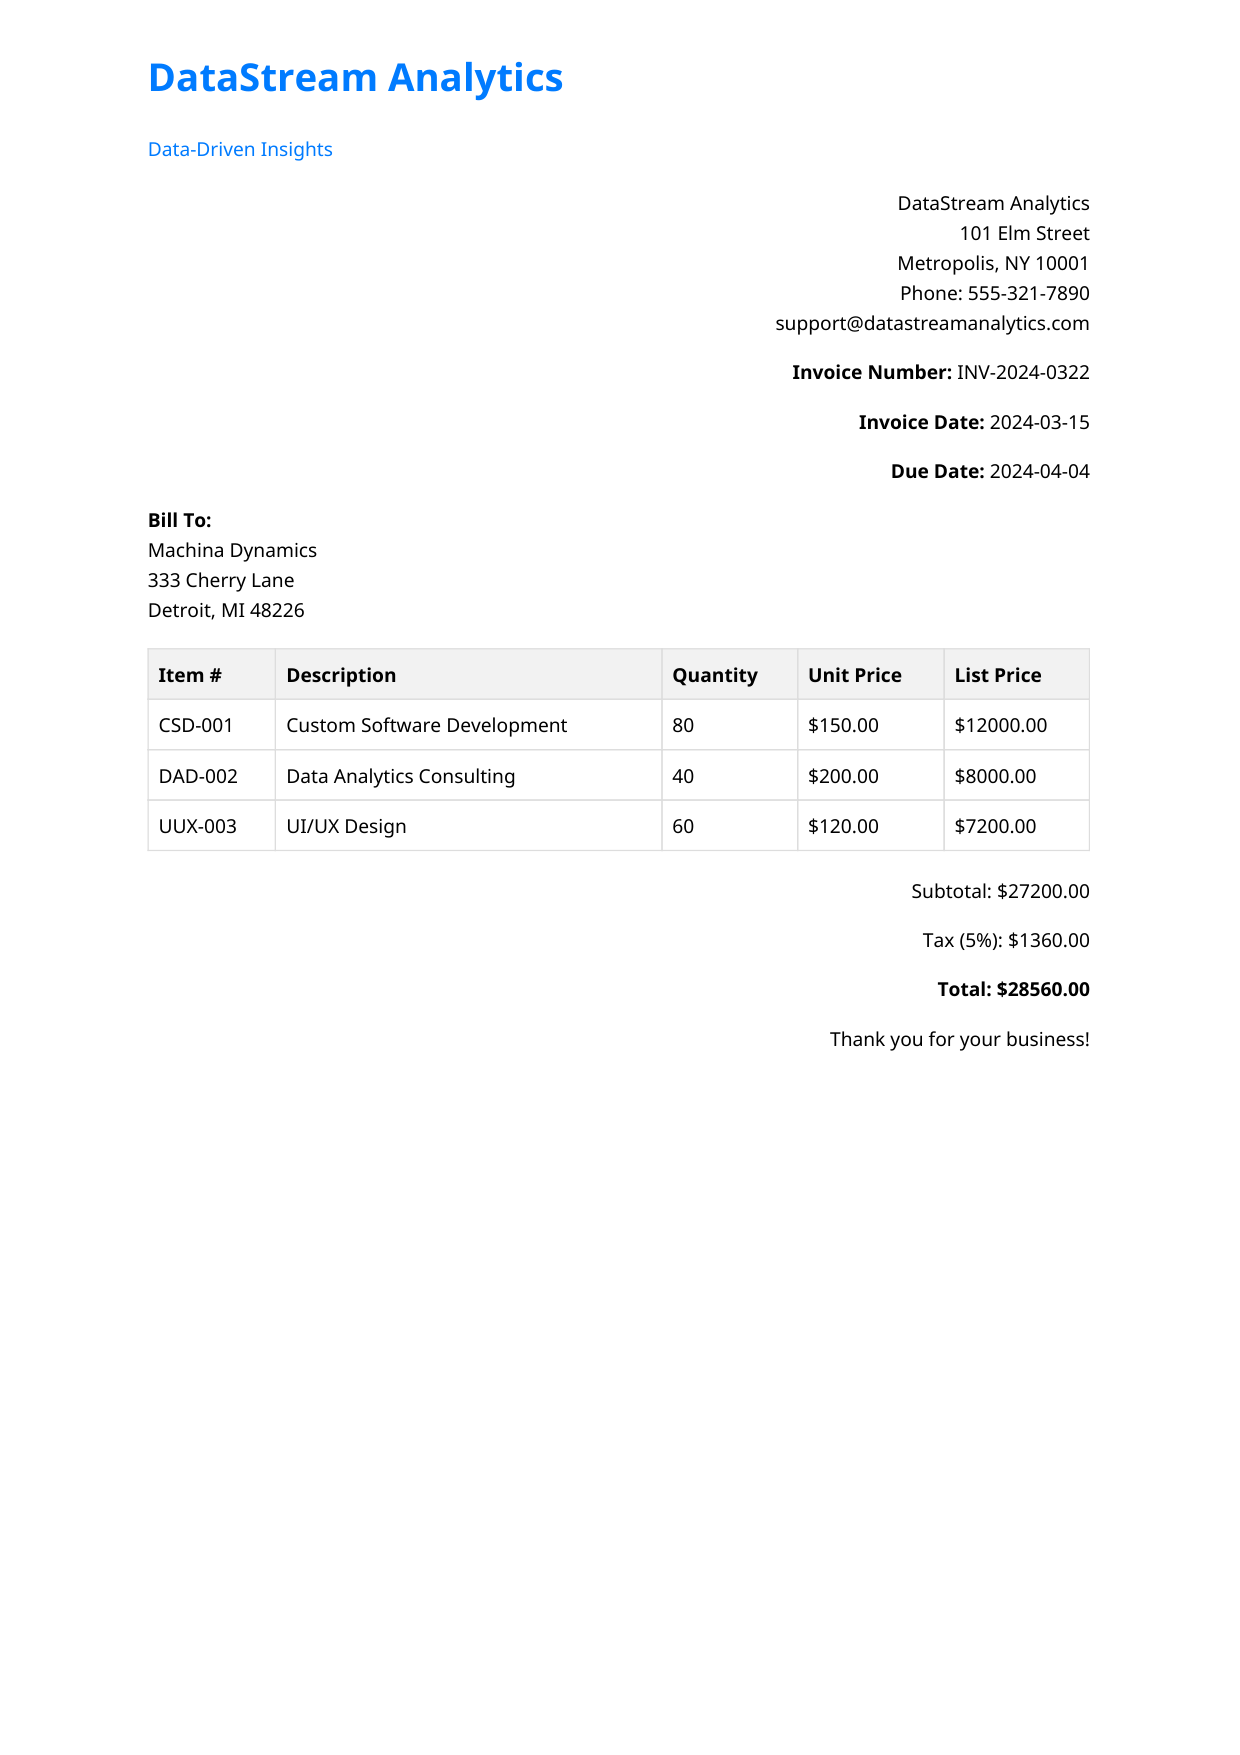 DataStream Analytics
Data-Driven Insights
DataStream Analytics
101 Elm Street
Metropolis, NY 10001
Phone: 555-321-7890
support@datastreamanalytics.com
Invoice Number: INV-2024-0322
Invoice Date: 2024-03-15
Due Date: 2024-04-04
Bill To:
Machina Dynamics
333 Cherry Lane
Detroit, MI 48226
Item # Description Quantity Unit Price List Price
CSD-001 Custom Software Development 80 $150.00 $12000.00
DAD-002 Data Analytics Consulting 40 $200.00 $8000.00
UUX-003 UI/UX Design 60 $120.00 $7200.00
Subtotal: $27200.00
Tax (5%): $1360.00
Total: $28560.00
Thank you for your business!